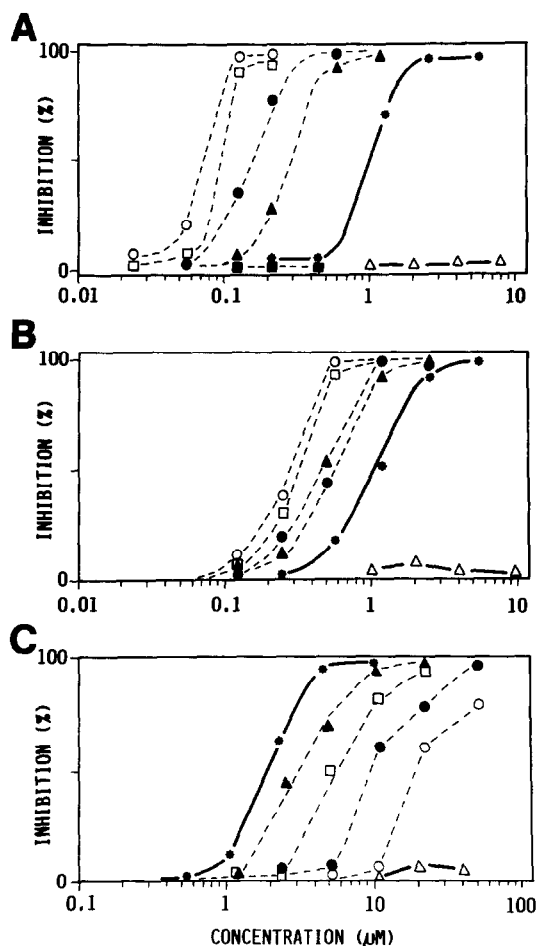 A
100
INHIBITION (%)
0
0.01 0.1 1 10
B
100
INHIBITION (%)
0
0.01 0.1 1 10
C
100
INHIBITION (%)
0
0.1 1 10 100
CONCENTRATION (µM)